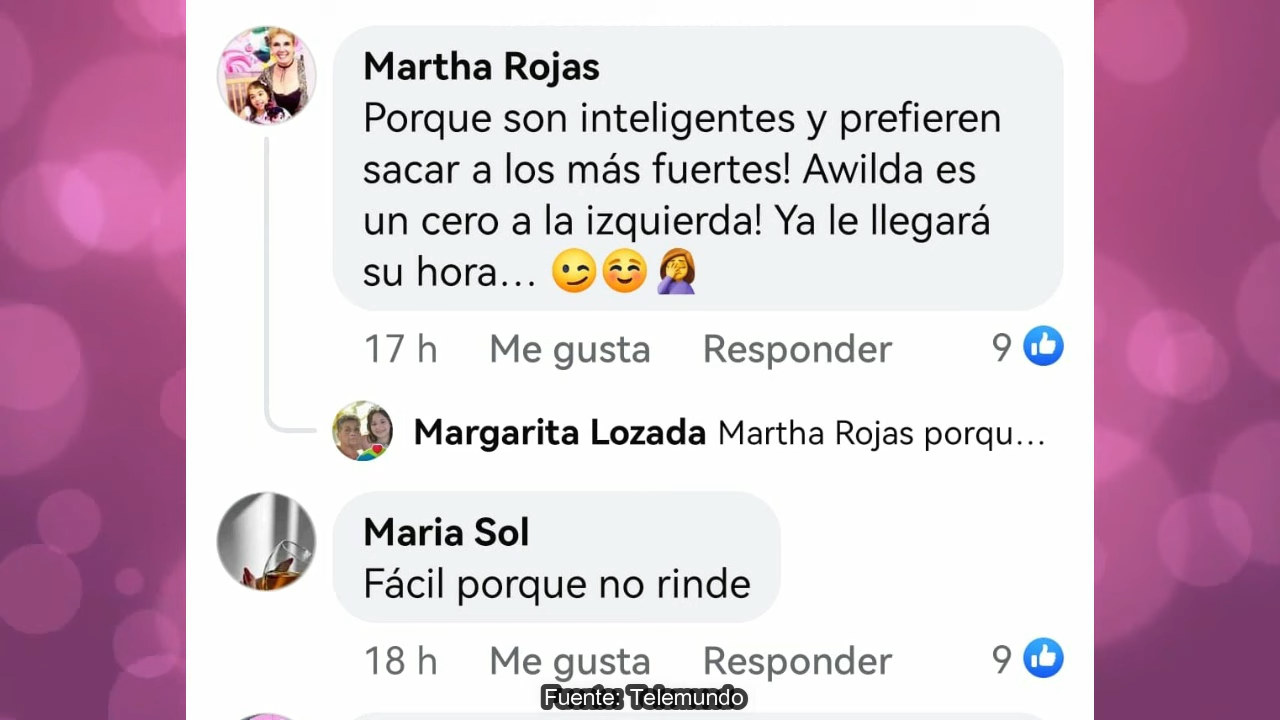 Martha Rojas
Porque son inteligentes y prefieren
sacar a los más fuertes! Awilda es
un cero a la izquierda! Ya le llegará
su hora... 😉☺️🤦‍♀️
17 h Me gusta Responder 9
Margarita Lozada Martha Rojas porqu...
Maria Sol
Fácil porque no rinde
18 h Me gusta Responder 9
Fuente: Telemundo